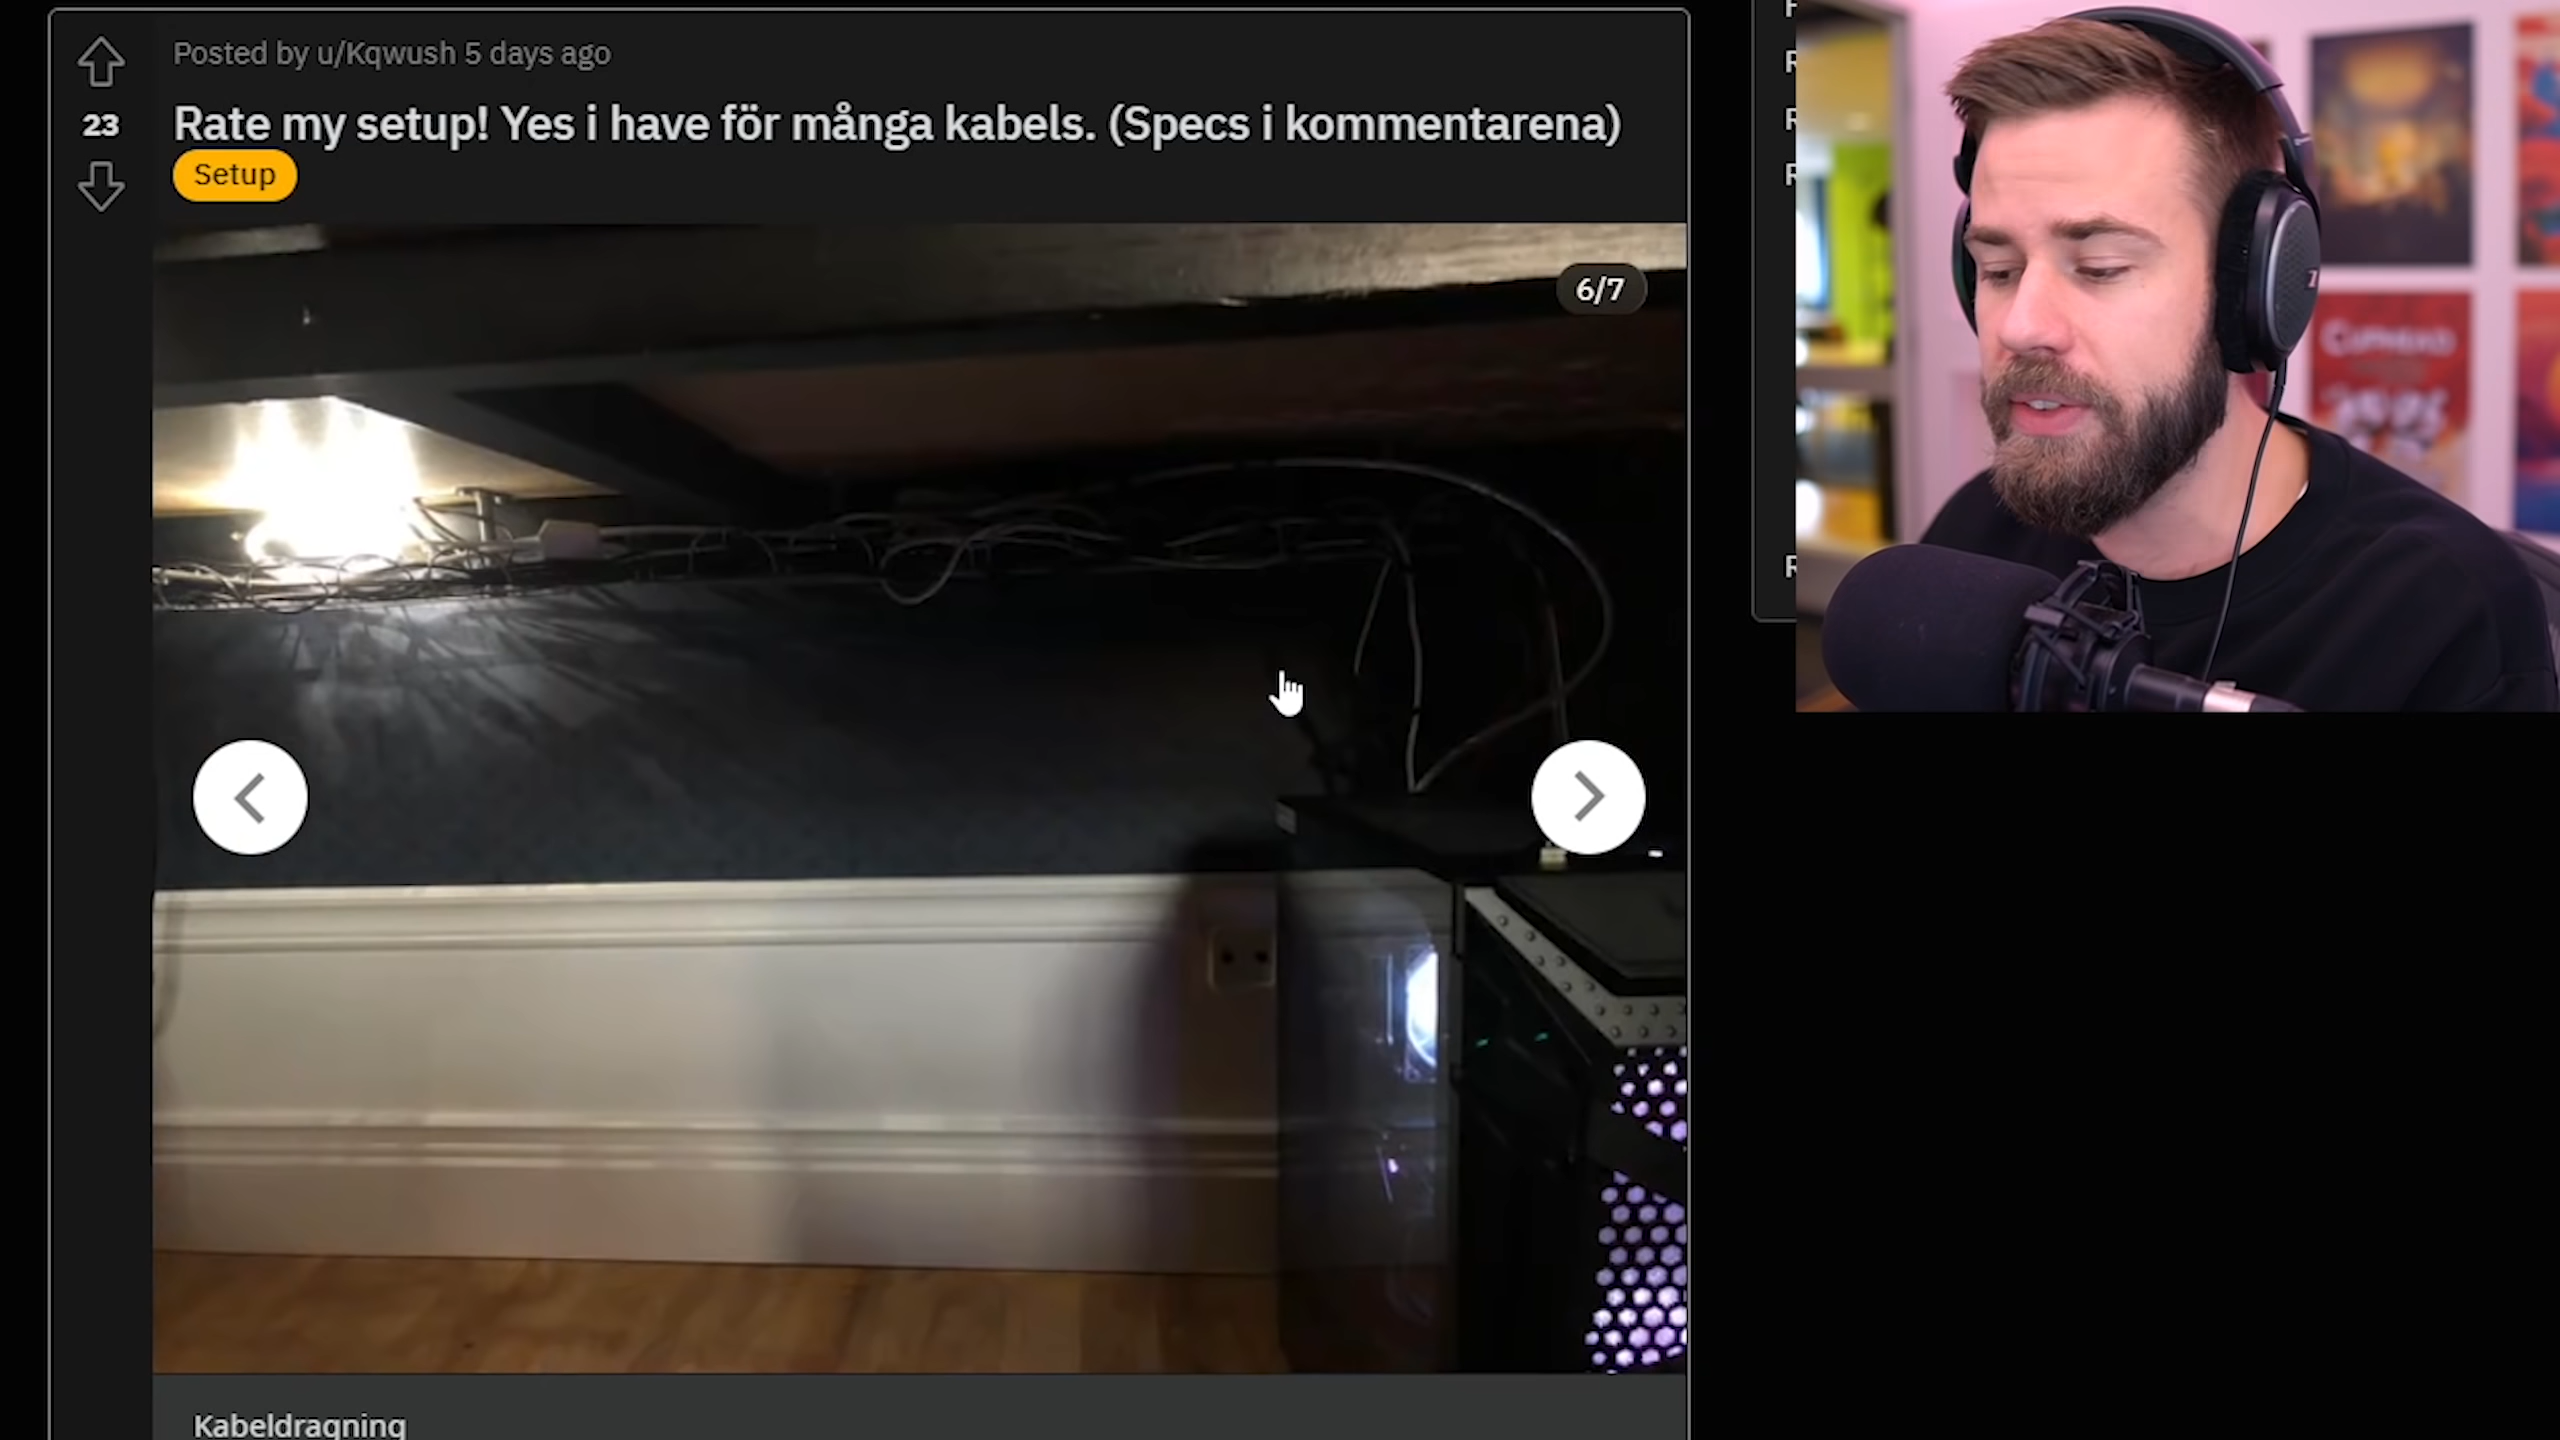 Posted by u/Kqwush 5 days ago
23
Rate my setup! Yes i have för många kabels. (Specs i kommentarena)
Setup
6/7
Kabeldragning